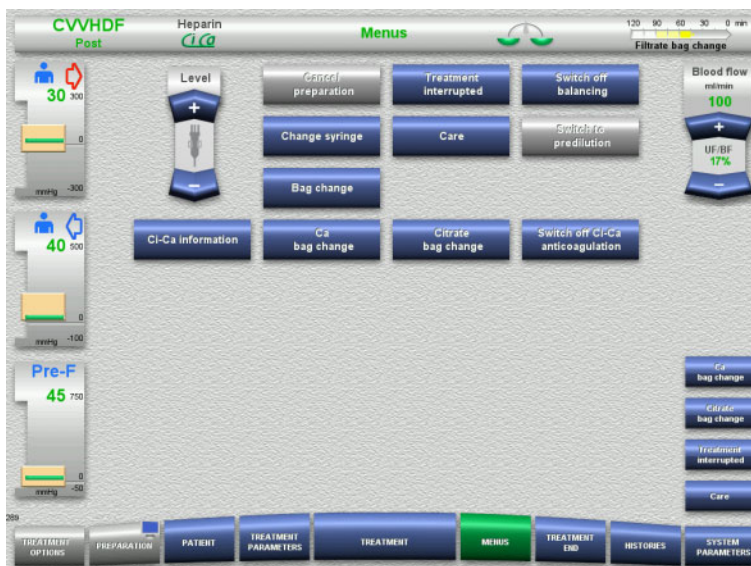 CVVHDF
Post
Heparin
CiCa
Menus
120 90 60 30 0 min
Filtrate bag change
30 300
0
mmHg -300
40 500
0
mmHg -100
Pre-F
45 750
0
mmHg -50
Level
+
−
Cancel
preparation
Treatment
interrupted
Switch off
balancing
Change syringe
Care
Switch to
predilution
Bag change
Ci-Ca information
Ca
bag change
Citrate
bag change
Switch off Ci-Ca
anticoagulation
Blood flow
ml/min
100
+
UF/BF
17%
−
Ca
bag change
Citrate
bag change
Treatment
interrupted
Care
289
TREATMENT
OPTIONS
PREPARATION
PATIENT
TREATMENT
PARAMETERS
TREATMENT
MENUS
TREATMENT
END
HISTORIES
SYSTEM
PARAMETERS